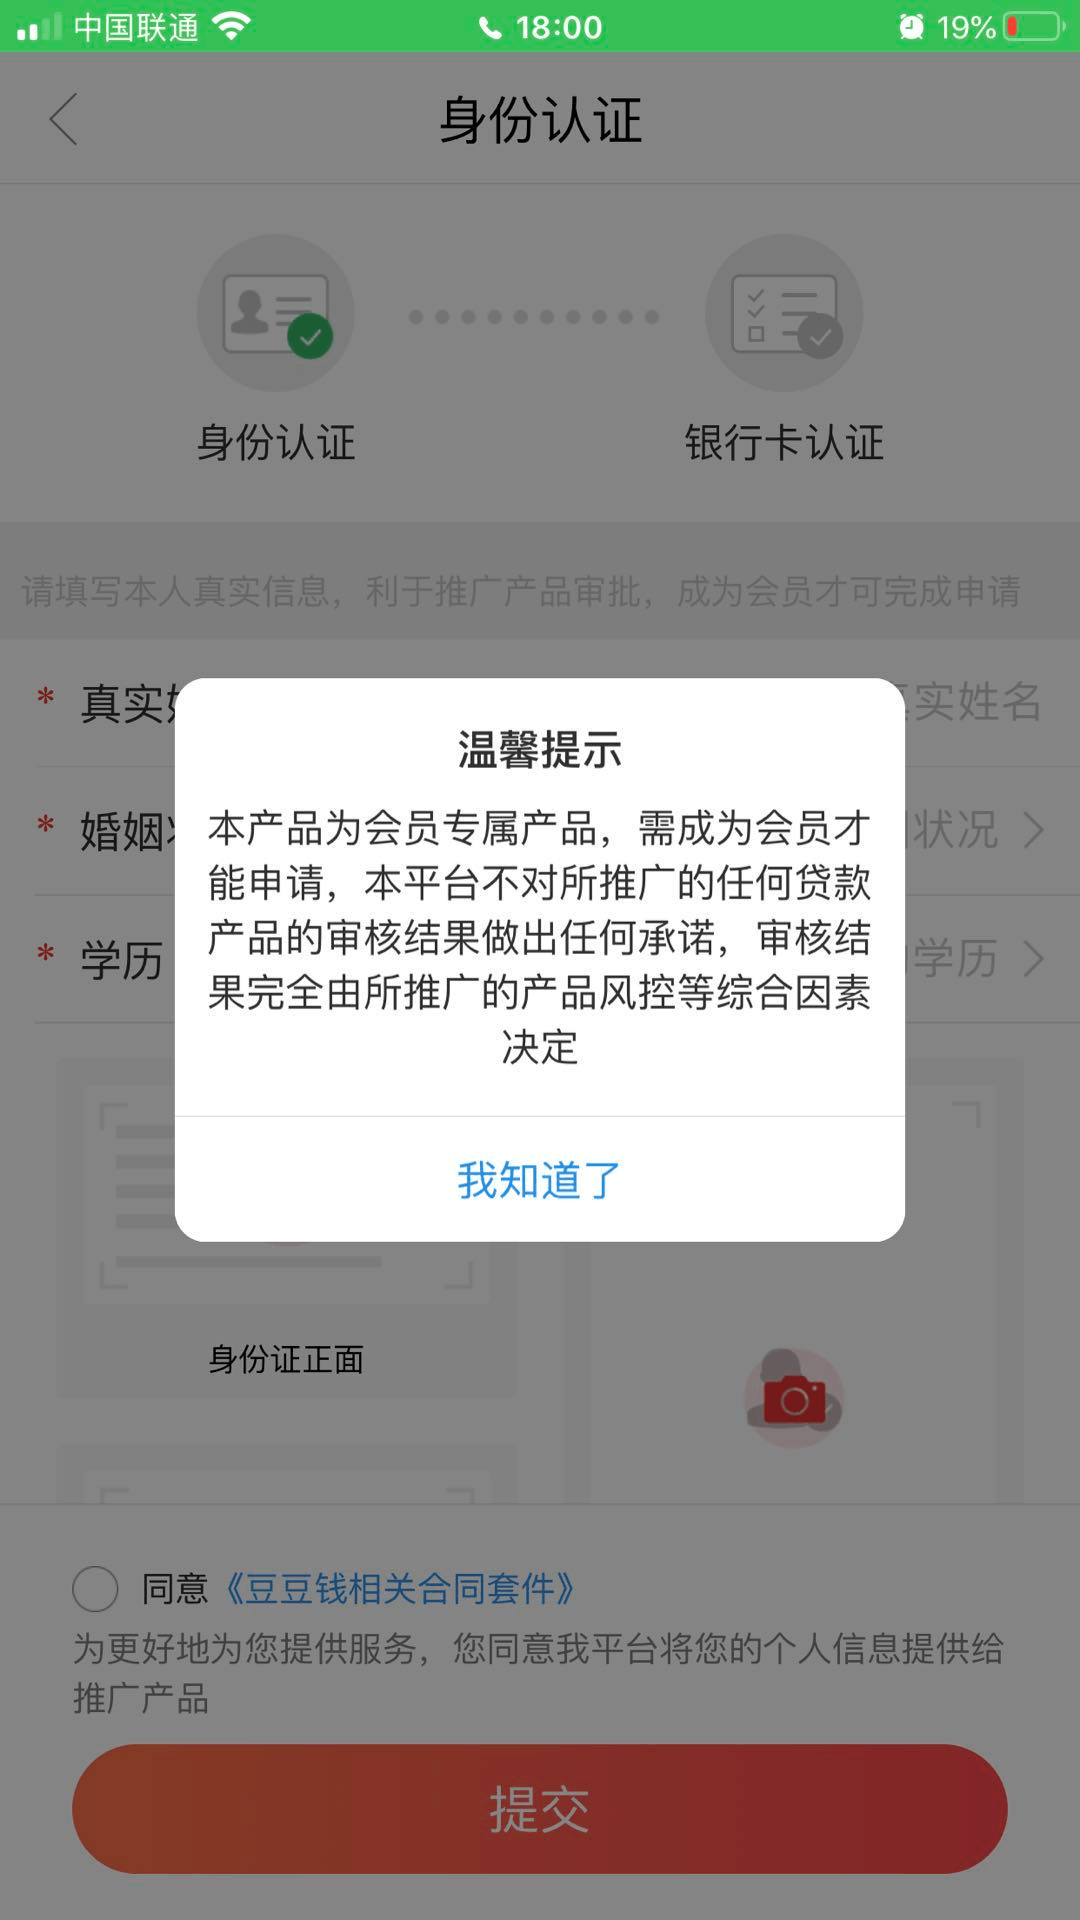 中国联通
18:00
19%
身份认证
身份认证
银行卡认证
请填写本人真实信息，利于推广产品审批，成为会员才可完成申请
* 真实
实姓名
温馨提示
本产品为会员专属产品，需成为会员才
能申请，本平台不对所推广的任何贷款
产品的审核结果做出任何承诺，审核结
果完全由所推广的产品风控等综合因素
决定
* 婚姻
状况
* 学历
学历
我知道了
身份证正面
同意《豆豆钱相关合同套件》
为更好地为您提供服务，您同意我平台将您的个人信息提供给
推广产品
提交